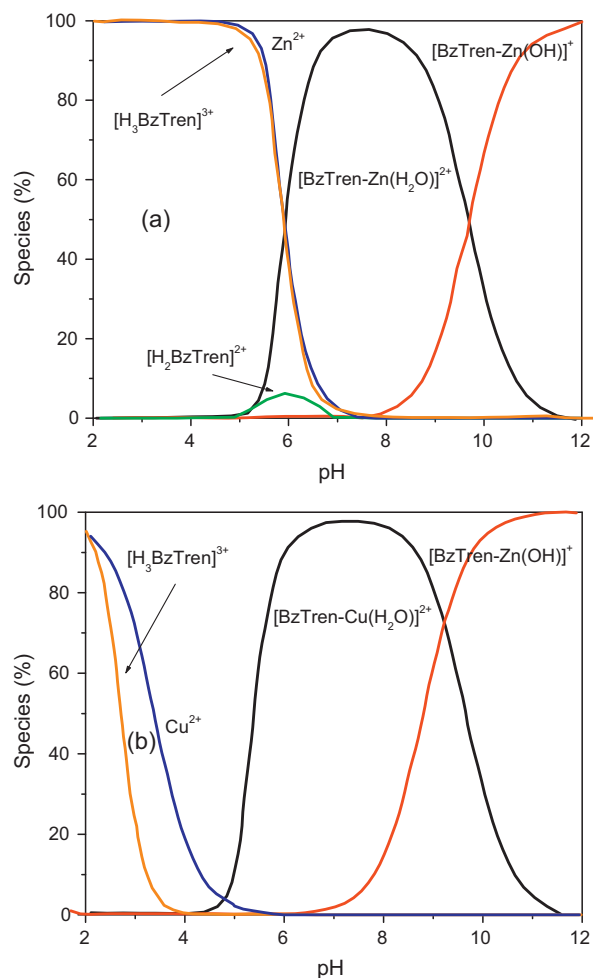 100
80
60
40
20
0
Species (%)
Zn²⁺
[BzTren-Zn(OH)]⁺
[H₃BzTren]³⁺
[BzTren-Zn(H₂O)]²⁺
(a)
[H₂BzTren]²⁺
2 4 6 8 10 12
pH
100
80
60
40
20
0
Species (%)
[H₃BzTren]³⁺
[BzTren-Zn(OH)]⁺
[BzTren-Cu(H₂O)]²⁺
Cu²⁺
(b)
2 4 6 8 10 12
pH